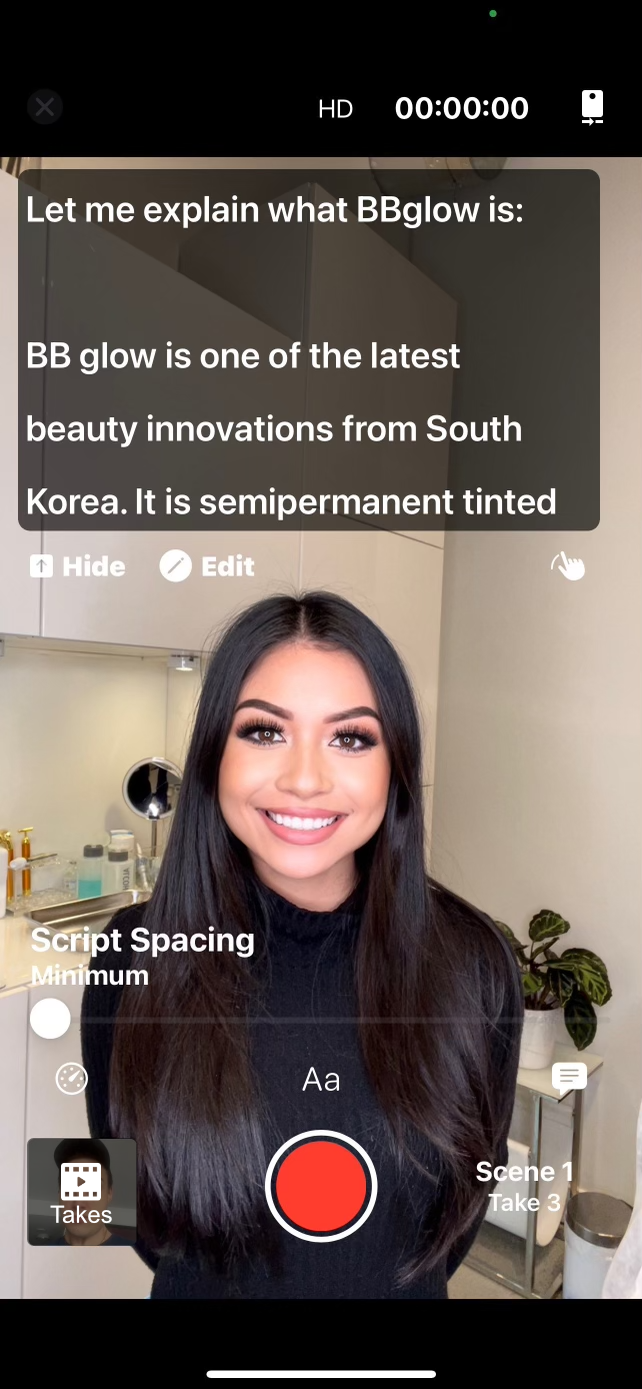 HD 00:00:00
Let me explain what BBglow is:
BB glow is one of the latest
beauty innovations from South
Korea. It is semipermanent tinted
Hide Edit
Script Spacing
Minimum
Aa
Takes
Scene 1
Take 3